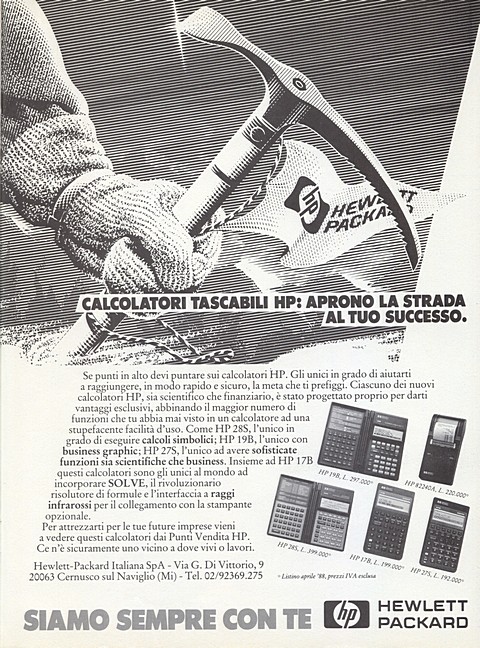 HEWLETT
PACKARD
CALCOLATORI TASCABILI HP: APRONO LA STRADA
AL TUO SUCCESSO.
Se punti in alto devi puntare sui calcolatori HP. Gli unici in grado di aiutarti
a raggiungere, in modo rapido e sicuro, la meta che ti prefiggi. Ciascuno dei nuovi
calcolatori HP, sia scientifico che finanziario, è stato progettato proprio per darti
vantaggi esclusivi, abbinando il maggior numero di
funzioni che tu abbia mai visto in un calcolatore ad una
stupefacente facilità d'uso. Come HP 28S, l'unico in
grado di eseguire calcoli simbolici; HP 19B, l'unico con
business graphic; HP 27S, l'unico ad avere sofisticate
funzioni sia scientifiche che business. Insieme ad HP 17B
questi calcolatori sono gli unici al mondo ad
incorporare SOLVE, il rivoluzionario
risolutore di formule e l'interfaccia a raggi
infrarossi per il collegamento con la stampante
opzionale.
Per attrezzarti per le tue future imprese vieni
a vedere questi calcolatori dai Punti Vendita HP.
Ce n'è sicuramente uno vicino a dove vivi o lavori.
Hewlett-Packard Italiana SpA - Via G. Di Vittorio, 9
20063 Cernusco sul Naviglio (Mi) - Tel. 02/92369.275
HP 19B, L. 297.000*
HP 82240A, L. 220.000*
HP 28S, L. 399.000*
HP 17B, L. 199.000*
HP 27S, L. 192.000*
*Listino aprile '88, prezzi IVA esclusa
SIAMO SEMPRE CON TE
hp
HEWLETT
PACKARD